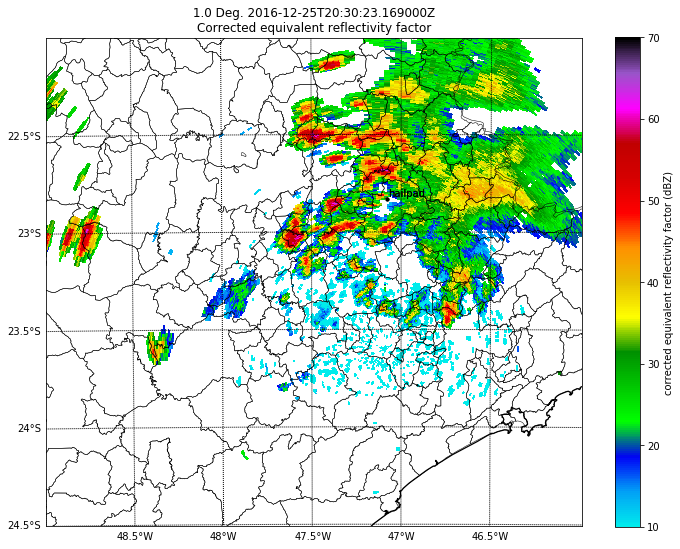 1.0 Deg. 2016-12-25T20:30:23.169000Z
Corrected equivalent reflectivity factor
22.5°S
23°S
23.5°S
24°S
24.5°S
48.5°W
48°W
47.5°W
47°W
46.5°W
70
60
50
40
30
20
10
corrected equivalent reflectivity factor (dBZ)